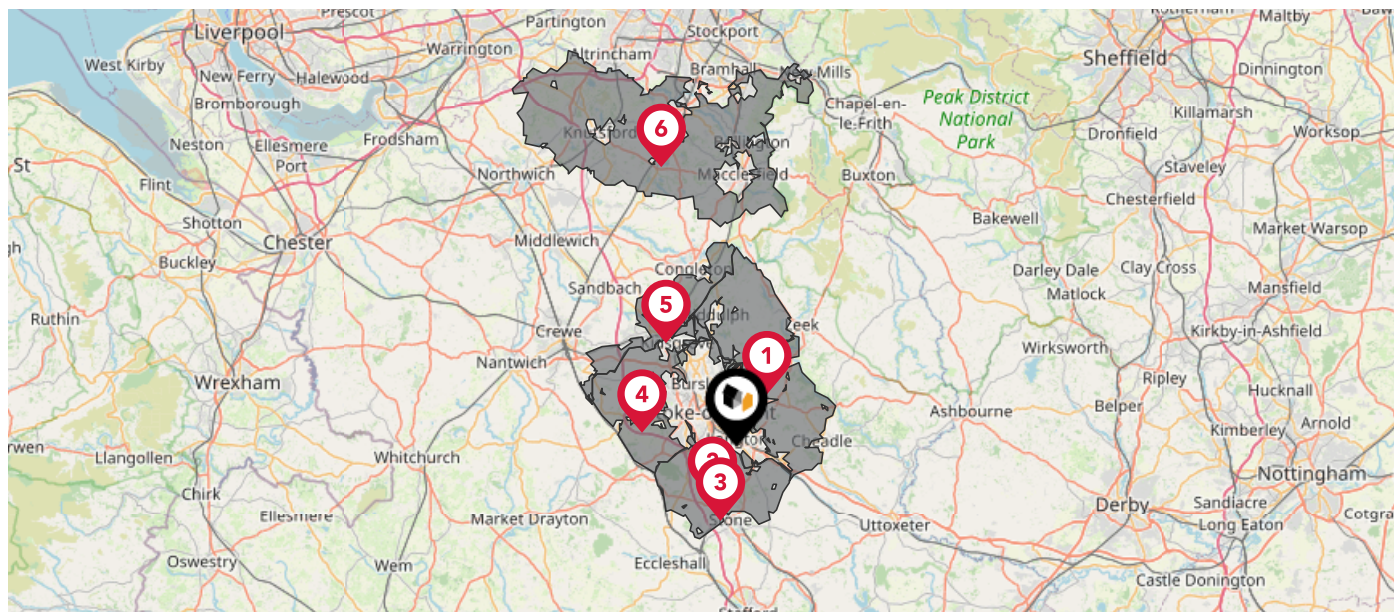 Liverpool
Prescot
Partington
Stockport
Rotherham
Maltby
West Kirby
Warrington
Altrincham
Sheffield
New Ferry
Halewood
Bramhall
Dinnington
Bromborough
Chapel-en-
le-Frith
Peak District
National
Park
Killamarsh
Neston
Ellesmere
Port
Frodsham
Knutsford
6
Dronfield
Worksop
St
Flint
Northwich
Macclesfield
Buxton
Staveley
Chesterfield
Shotton
Chester
Middlewich
Bakewell
Market Warsop
Buckley
Congleton
Darley Dale
Clay Cross
Sandbach
Matlock
Mansfield
Ruthin
5
Crewe
Kirkby-in-Ashfield
Nantwich
1
Wirksworth
Wrexham
4
Ripley
Hucknall
Ashbourne
Belper
Arnold
Kimberley
Cheadle
Llangollen
Whitchurch
2
3
Nottingham
Chirk
Ellesmere
Market Drayton
Stone
Uttoxeter
Derby
Sandiacre
Long Eaton
Oswestry
Wem
Eccleshall
Castle Donington
Stafford